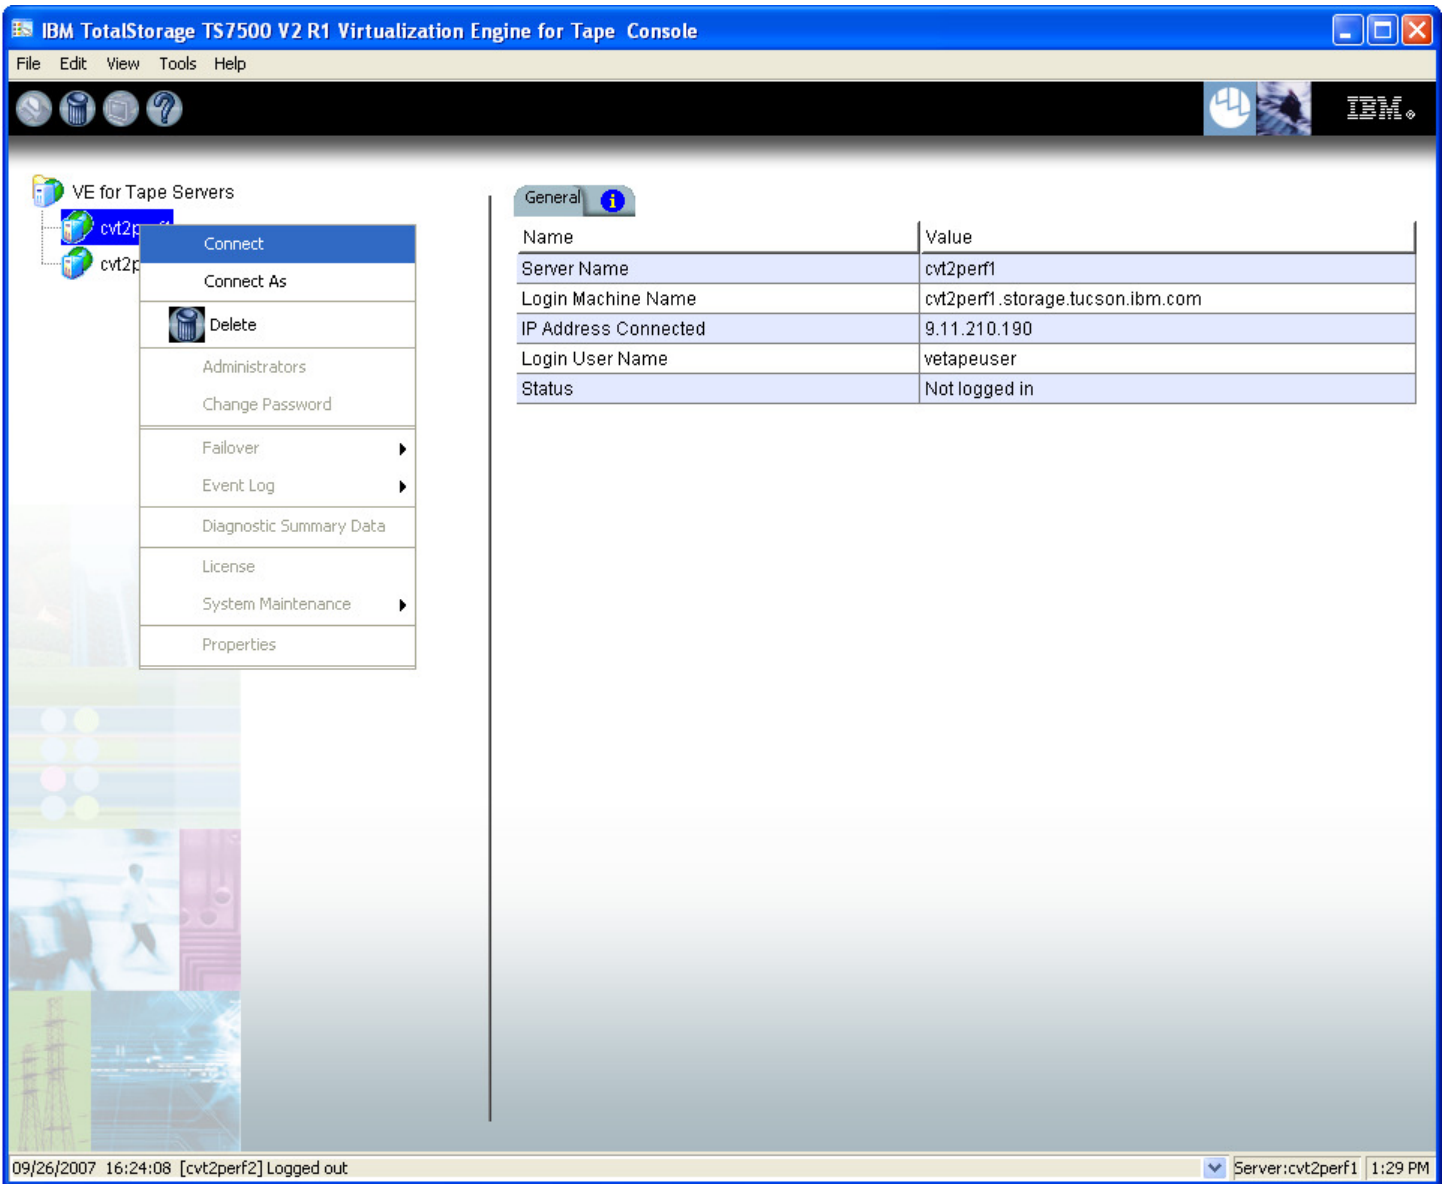 IBM TotalStorage TS7500 V2 R1 Virtualization Engine for Tape Console
File Edit View Tools Help
IBM
VE for Tape Servers
cvt2perf1
cvt2p
Connect
Connect As
Delete
Administrators
Change Password
Failover
Event Log
Diagnostic Summary Data
License
System Maintenance
Properties
General i
Name Value
Server Name cvt2perf1
Login Machine Name cvt2perf1.storage.tucson.ibm.com
IP Address Connected 9.11.210.190
Login User Name vetapeuser
Status Not logged in
09/26/2007 16:24:08 [cvt2perf2] Logged out Server:cvt2perf1 1:29 PM